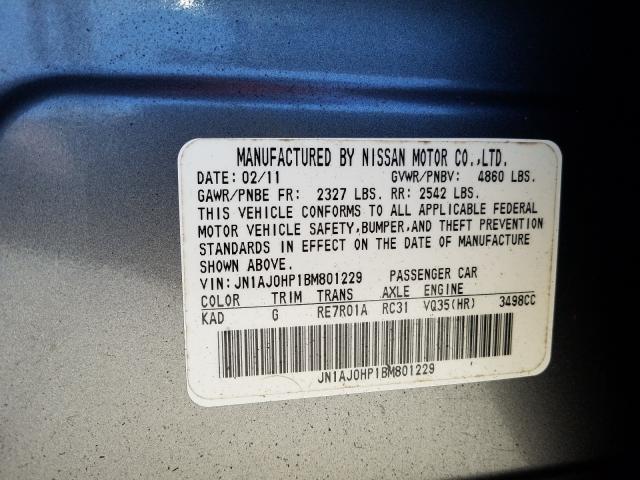 MANUFACTURED BY NISSAN MOTOR CO.,LTD.
DATE: 02/11 GVWR/PNBV: 4860 LBS.
GAWR/PNBE FR: 2327 LBS. RR: 2542 LBS.
THIS VEHICLE CONFORMS TO ALL APPLICABLE FEDERAL
MOTOR VEHICLE SAFETY,BUMPER,AND THEFT PREVENTION
STANDARDS IN EFFECT ON THE DATE OF MANUFACTURE
SHOWN ABOVE.
VIN: JN1AJ0HP1BM801229 PASSENGER CAR
COLOR TRIM TRANS AXLE ENGINE
KAD G RE7R01A RC31 VQ35(HR) 3498CC
JN1AJ0HP1BM801229